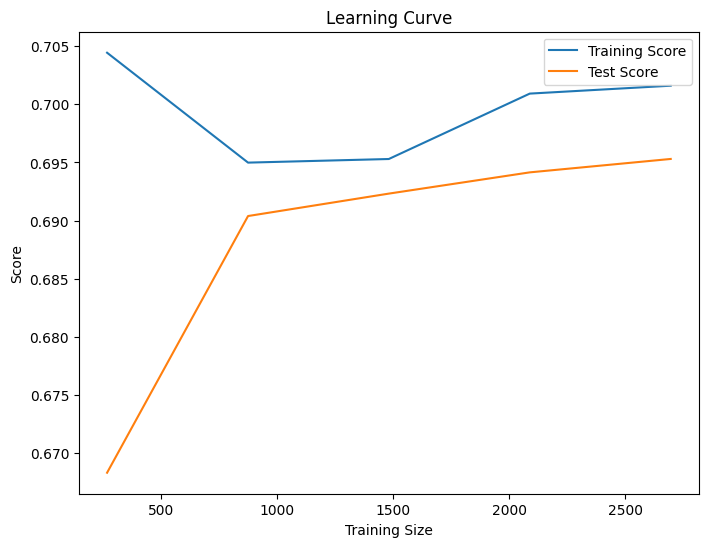 Learning Curve
Training Score
Test Score
0.705
0.700
0.695
0.690
0.685
0.680
0.675
0.670
Score
500
1000
1500
2000
2500
Training Size